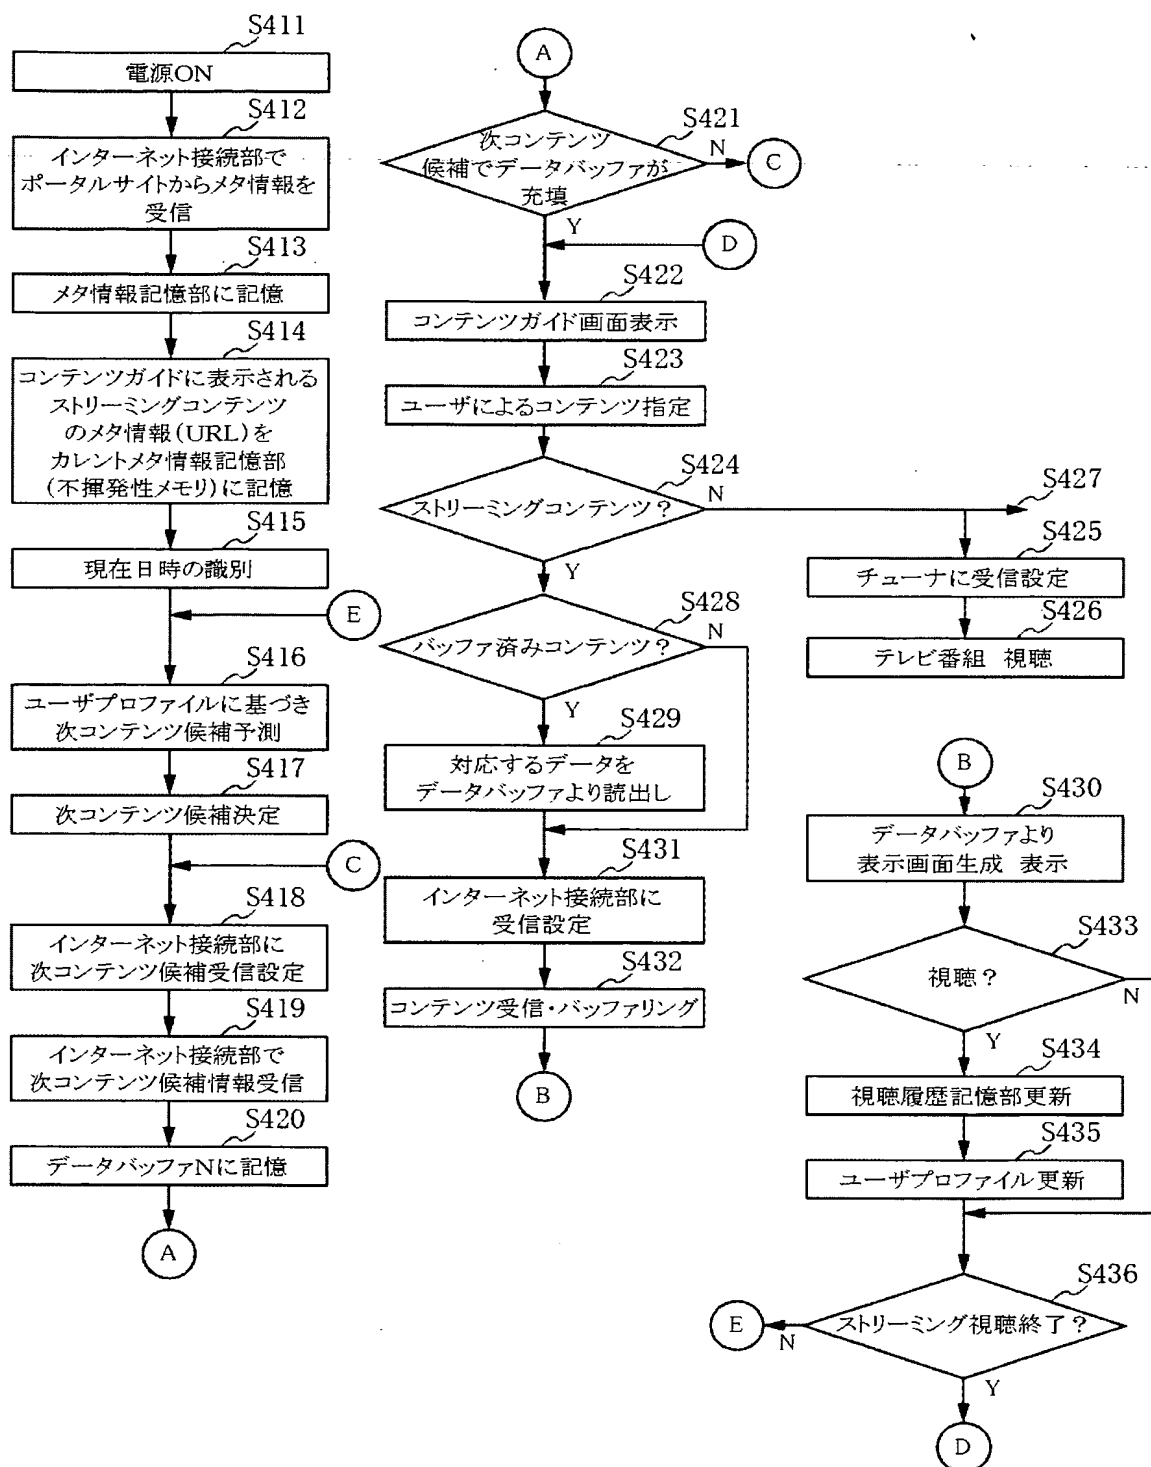 S411
電源ON
S412
インターネット接続部で
ポータルサイトからメタ情報を
受信
S413
メタ情報記憶部に記憶
S414
コンテンツガイドに表示される
ストリーミングコンテンツ
のメタ情報(URL)を
カレントメタ情報記憶部
(不揮発性メモリ)に記憶
S415
現在日時の識別
E
S416
ユーザプロファイルに基づき
次コンテンツ候補予測
S417
次コンテンツ候補決定
C
S418
インターネット接続部に
次コンテンツ候補受信設定
S419
インターネット接続部で
次コンテンツ候補情報受信
S420
データバッファNに記憶
A
A
S421
次コンテンツ
候補でデータバッファが
充填
N
C
Y
D
S422
コンテンツガイド画面表示
S423
ユーザによるコンテンツ指定
S424
ストリーミングコンテンツ?
N
Y
S427
S425
チューナに受信設定
S426
テレビ番組 視聴
S428
バッファ済みコンテンツ?
N
Y
S429
対応するデータを
データバッファより読出し
S431
インターネット接続部に
受信設定
S432
コンテンツ受信・バッファリング
B
B
S430
データバッファより
表示画面生成 表示
S433
視聴?
N
Y
S434
視聴履歴記憶部更新
S435
ユーザプロファイル更新
S436
ストリーミング視聴終了?
N
E
Y
D